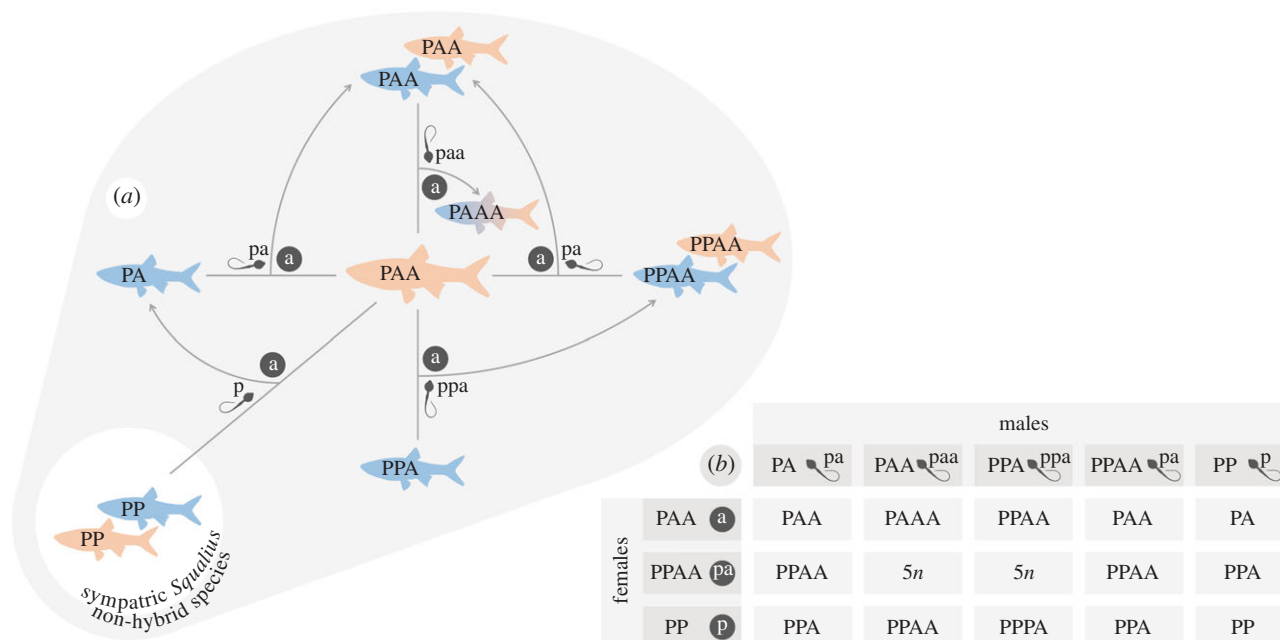 PAA
PAA
paa
a
PAAA
(a)
pa
a
a
pa
PPAA
PA
PAA
PPAA
a
a
p
ppa
PPA
PP
PP
sympatric Squalius
non-hybrid species
males
(b)
PA pa
PAA paa
PPA ppa
PPAA pa
PP p
females
PAA a
PAA
PAAA
PPAA
PAA
PA
PPAA pa
PPAA
5n
5n
PPAA
PPA
PP p
PPA
PPAA
PPPA
PPA
PP